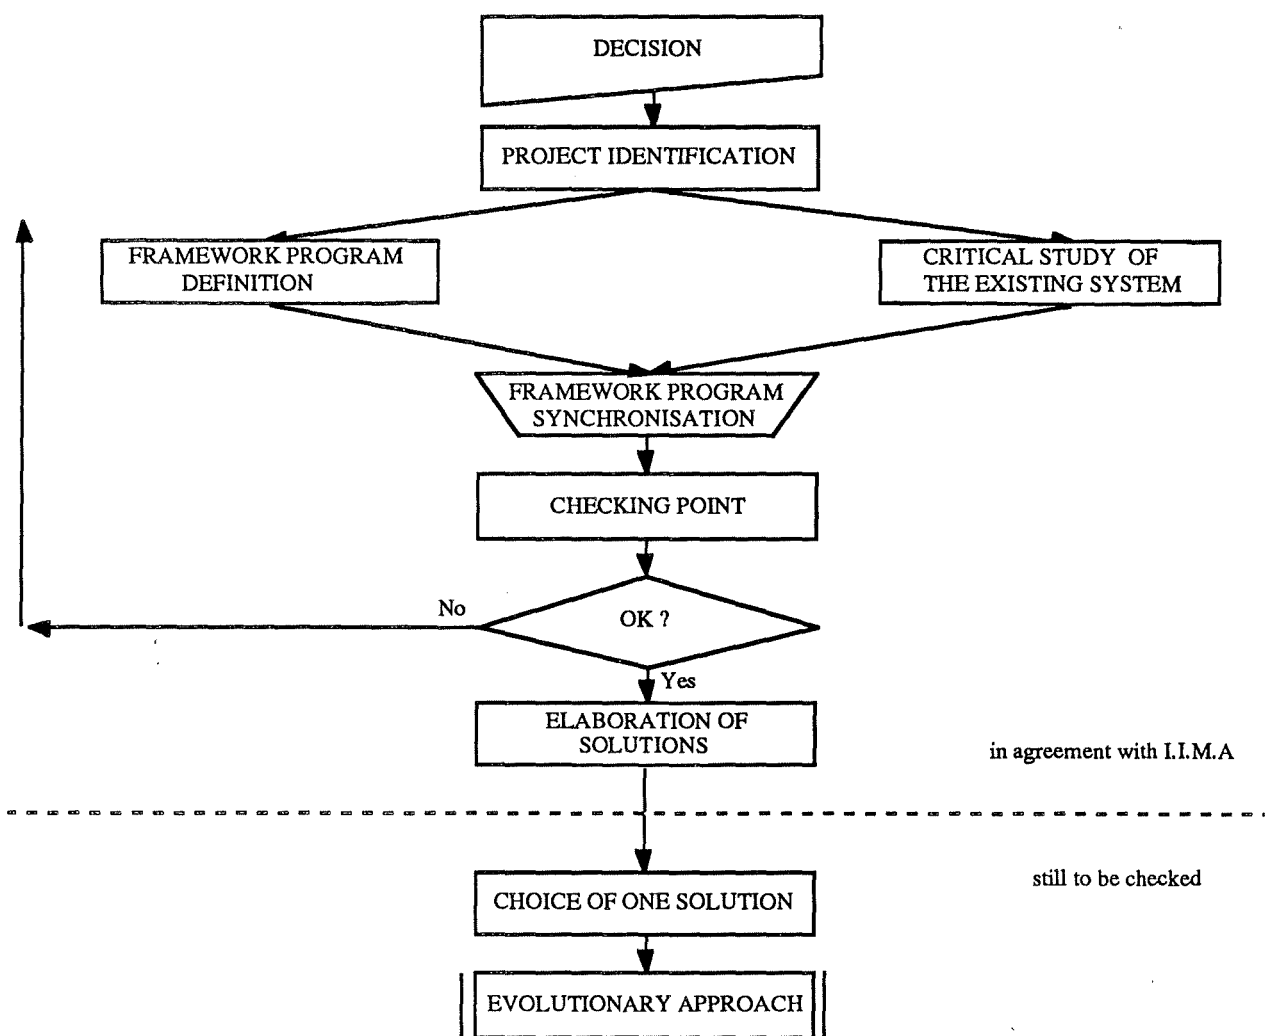 DECISION
PROJECT IDENTIFICATION
FRAMEWORK PROGRAM
DEFINITION
CRITICAL STUDY OF
THE EXISTING SYSTEM
FRAMEWORK PROGRAM
SYNCHRONISATION
CHECKING POINT
No
OK ?
Yes
ELABORATION OF
SOLUTIONS
in agreement with I.I.M.A
still to be checked
CHOICE OF ONE SOLUTION
EVOLUTIONARY APPROACH